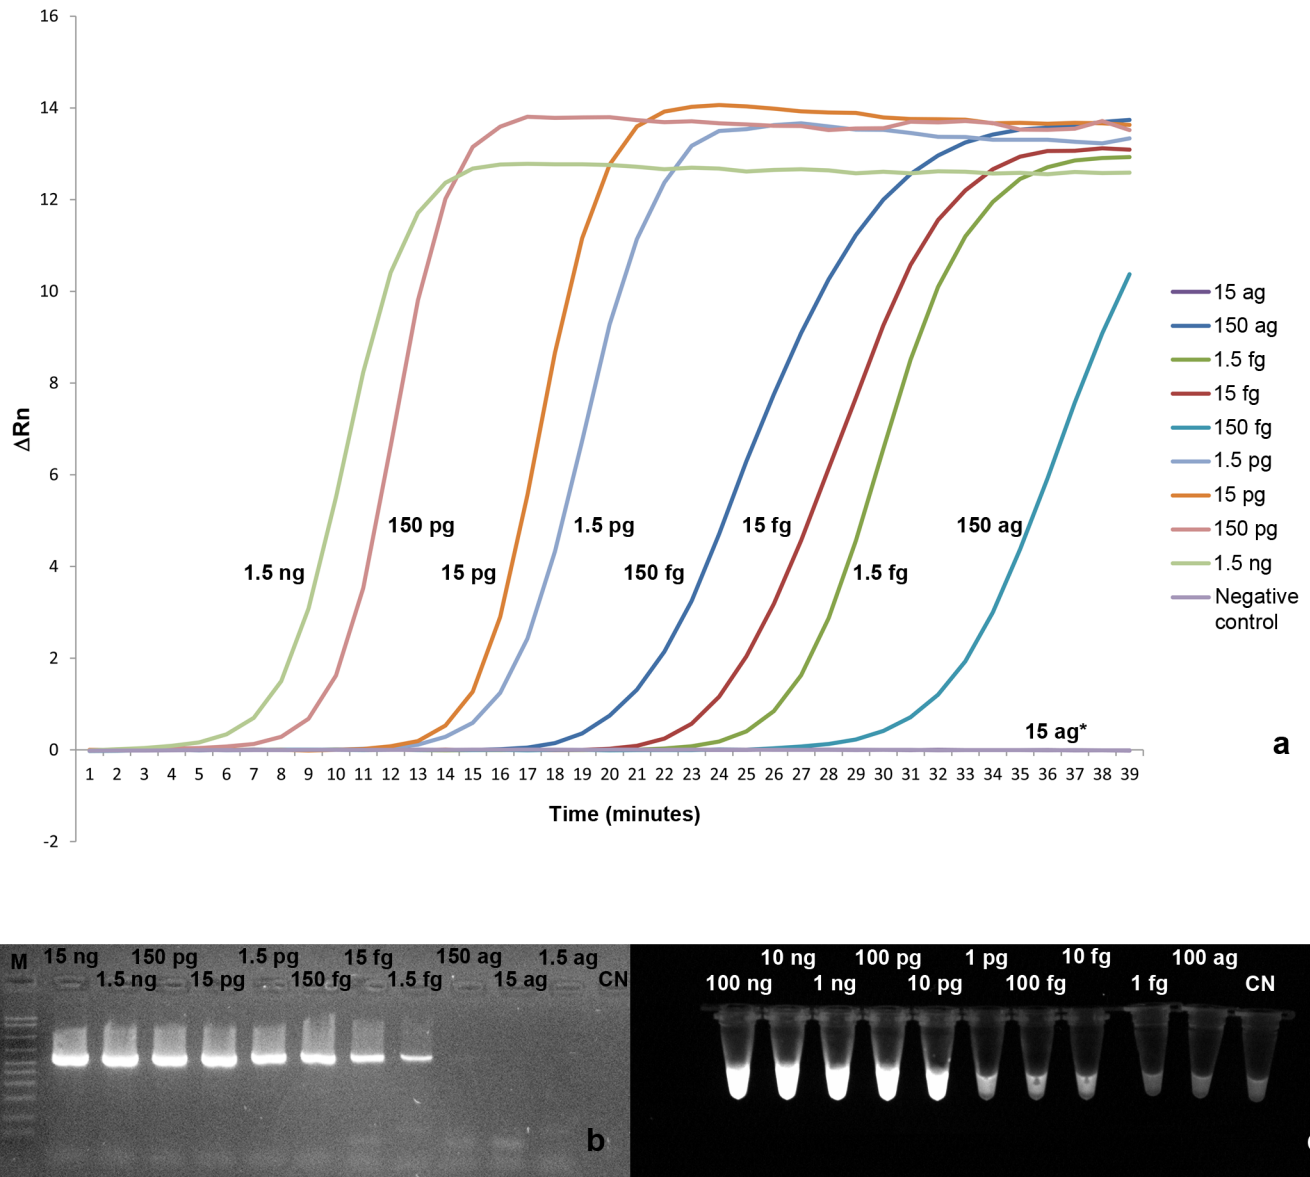 16
14
12
10
8
6
4
2
0
-2
ΔRn
1.5 ng
150 pg
15 pg
1.5 pg
150 fg
15 fg
1.5 fg
150 ag
15 ag*
1 2 3 4 5 6 7 8 9 10 11 12 13 14 15 16 17 18 19 20 21 22 23 24 25 26 27 28 29 30 31 32 33 34 35 36 37 38 39
Time (minutes)
15 ag
150 ag
1.5 fg
15 fg
150 fg
1.5 pg
15 pg
150 pg
1.5 ng
Negative
control
a
M 15 ng 150 pg 1.5 pg 15 fg 150 ag 1.5 ag
1.5 ng 15 pg 150 fg 1.5 fg 15 ag CN
b
10 ng 100 pg 1 pg 10 fg 100 ag
100 ng 1 ng 10 pg 100 fg 1 fg CN